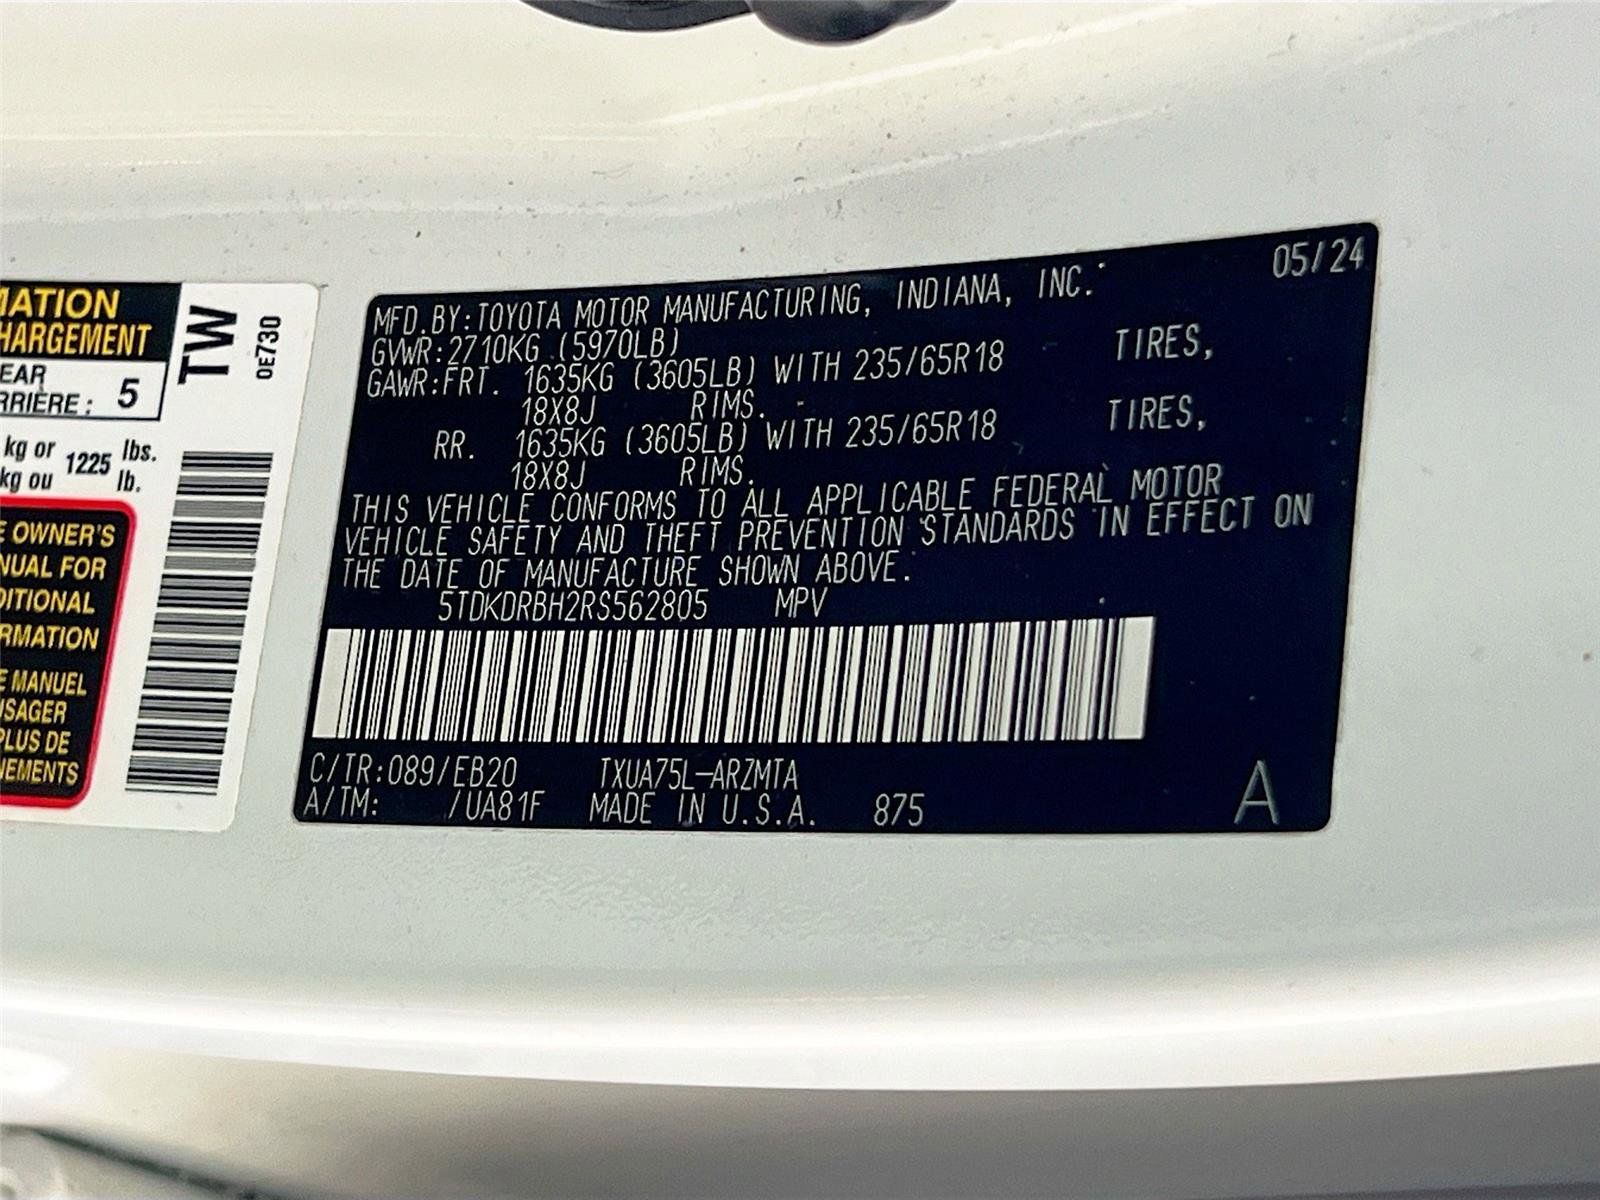 MATION
HARGEMENT
EAR
RRIÈRE : 5
kg or 1225 lbs.
kg ou lb.
E OWNER'S
NUAL FOR
DITIONAL
RMATION
E MANUEL
USAGER
PLUS DE
NEMENTS
TW
0E730
05/24
MFD.BY:TOYOTA MOTOR MANUFACTURING, INDIANA, INC.
GVWR:2710KG (5970LB)
GAWR:FRT. 1635KG (3605LB) WITH 235/65R18 TIRES,
18X8J RIMS.
RR. 1635KG (3605LB) WITH 235/65R18 TIRES,
18X8J RIMS.
THIS VEHICLE CONFORMS TO ALL APPLICABLE FEDERAL MOTOR
VEHICLE SAFETY AND THEFT PREVENTION STANDARDS IN EFFECT ON
THE DATE OF MANUFACTURE SHOWN ABOVE.
5TDKDRBH2RS562805 MPV
C/TR:089/EB20 TXUA75L-ARZMTA
A/TM: /UA81F MADE IN U.S.A. 875
A